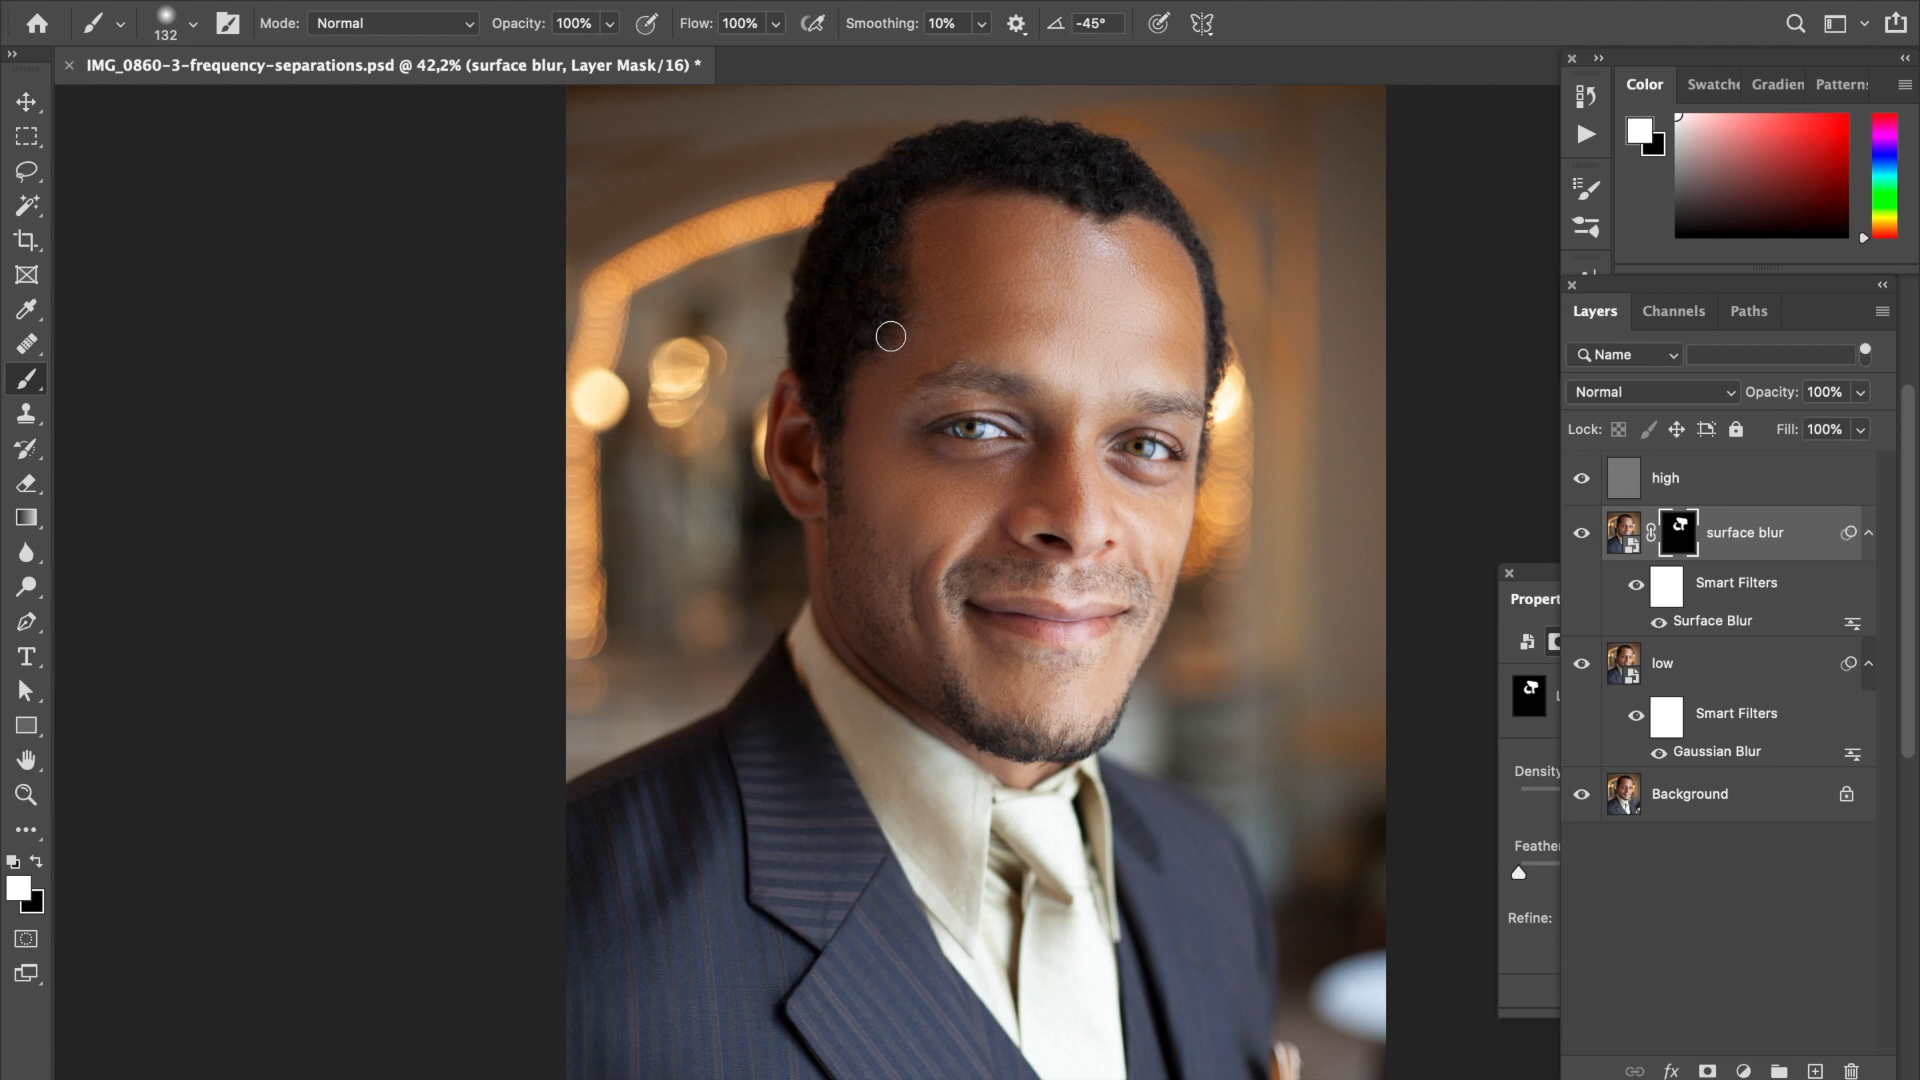 132
Mode: Normal Opacity: 100% Flow: 100% Smoothing: 10% -45°
IMG_0860-3-frequency-separations.psd @ 42,2% (surface blur, Layer Mask/16) *
Color Swatche Gradien Pattern
Layers Channels Paths
Name
Normal Opacity: 100%
Lock: Fill: 100%
high
surface blur
Smart Filters
Surface Blur
low
Smart Filters
Gaussian Blur
Background
Propert
Density
Feathe
Refine:
fx